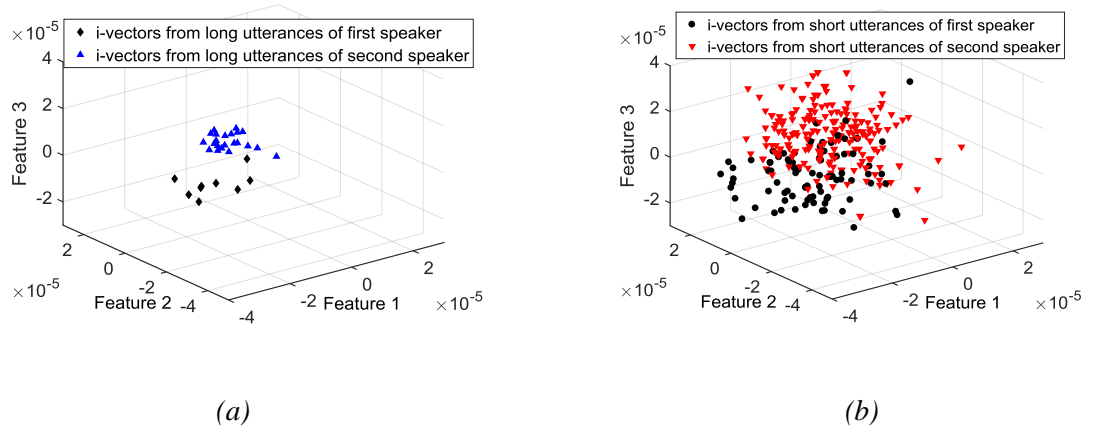 ×10⁻⁵
i-vectors from long utterances of first speaker
i-vectors from long utterances of second speaker
4
2
0
-2
Feature 3
2
0
-2
-4
×10⁻⁵
Feature 2
-4
-2
0
2
Feature 1
×10⁻⁵
(a)
×10⁻⁵
i-vectors from short utterances of first speaker
i-vectors from short utterances of second speaker
4
2
0
-2
Feature 3
2
0
-2
-4
×10⁻⁵
Feature 2
-4
-2
0
2
Feature 1
×10⁻⁵
(b)